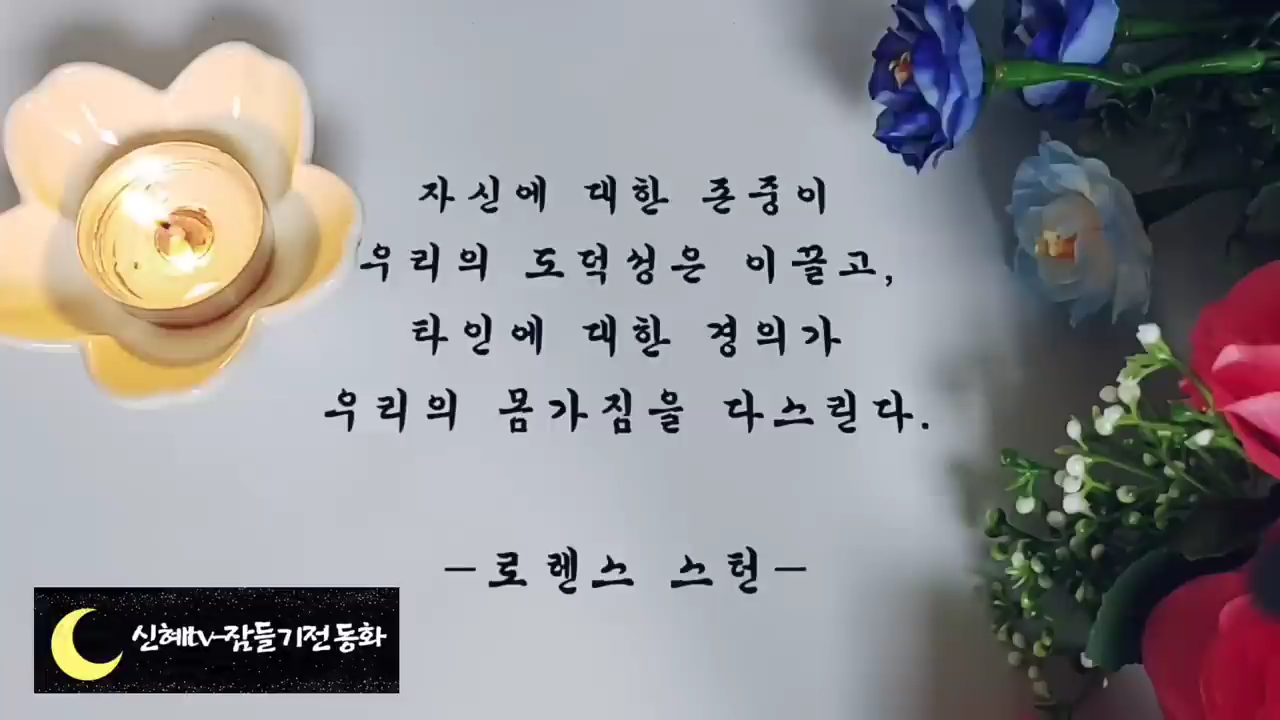 자신에 대한 존중이
우리의 도덕성은 이끌고,
타인에 대한 경의가
우리의 몸가짐을 다스린다.
-로렌스 스턴-
신혜tv-잠들기전동화